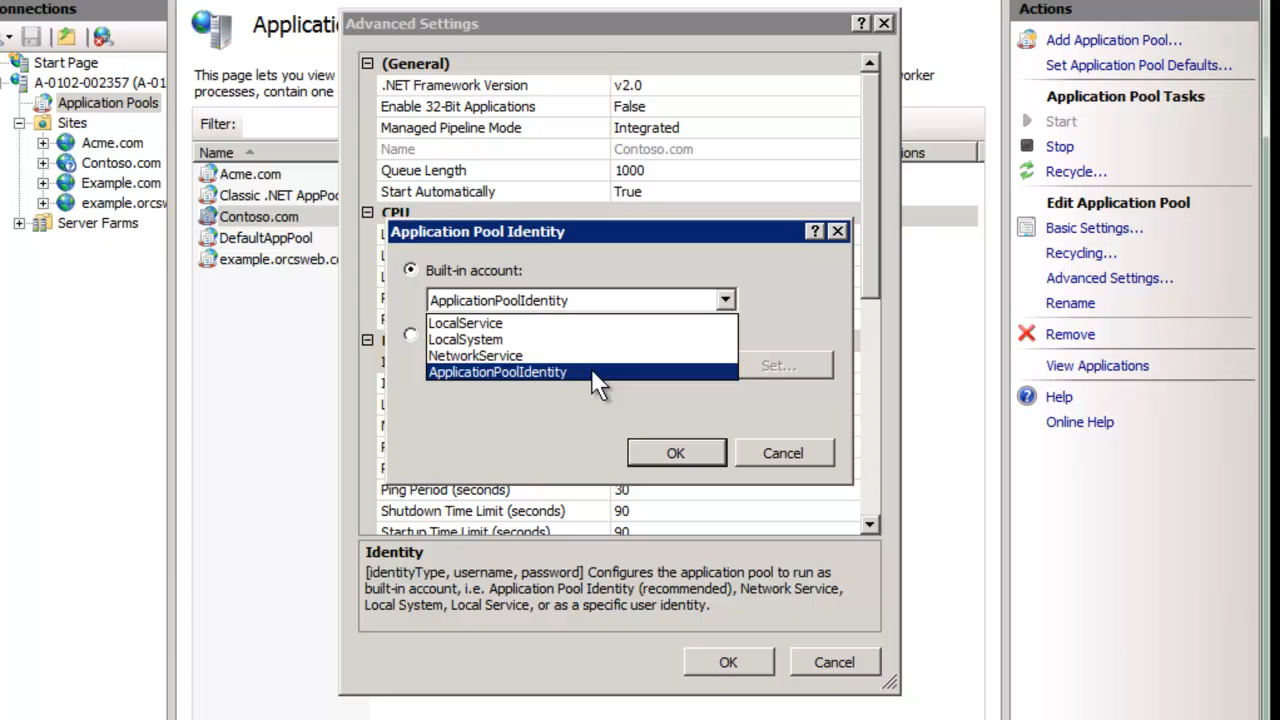 onnections
Start Page
A-0102-002357 (A-01
Application Pools
Sites
Acme.com
Contoso.com
Example.com
example.orcsw
Server Farms
Applicati
This page lets you view
orker
processes, contain one
Filter:
Name
ions
Acme.com
Classic .NET AppPoo
Contoso.com
DefaultAppPool
example.orcsweb.co
Advanced Settings
(General)
.NET Framework Version v2.0
Enable 32-Bit Applications False
Managed Pipeline Mode Integrated
Name Contoso.com
Queue Length 1000
Start Automatically True
CPU
Application Pool Identity
Built-in account:
ApplicationPoolIdentity
LocalService
LocalSystem
NetworkService
ApplicationPoolIdentity
Set...
OK Cancel
Ping Period (seconds) 30
Shutdown Time Limit (seconds) 90
Startup Time Limit (seconds) 90
Identity
[identityType, username, password] Configures the application pool to run as
built-in account, i.e. Application Pool Identity (recommended), Network Service,
Local System, Local Service, or as a specific user identity.
OK Cancel
Actions
Add Application Pool...
Set Application Pool Defaults...
Application Pool Tasks
Start
Stop
Recycle...
Edit Application Pool
Basic Settings...
Recycling...
Advanced Settings...
Rename
Remove
View Applications
Help
Online Help